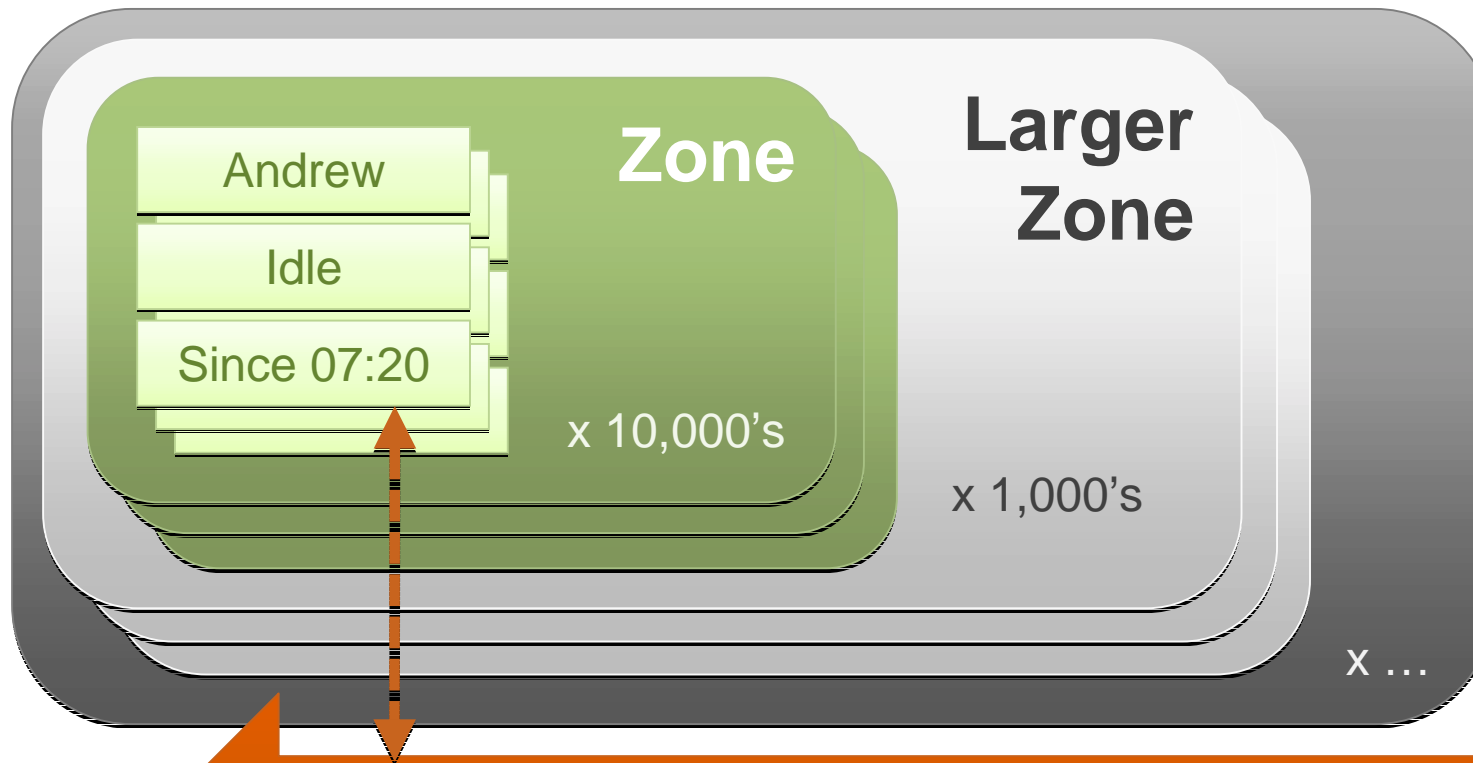 Andrew
Idle
Since 07:20
Zone
x 10,000’s
Larger
Zone
x 1,000’s
x …